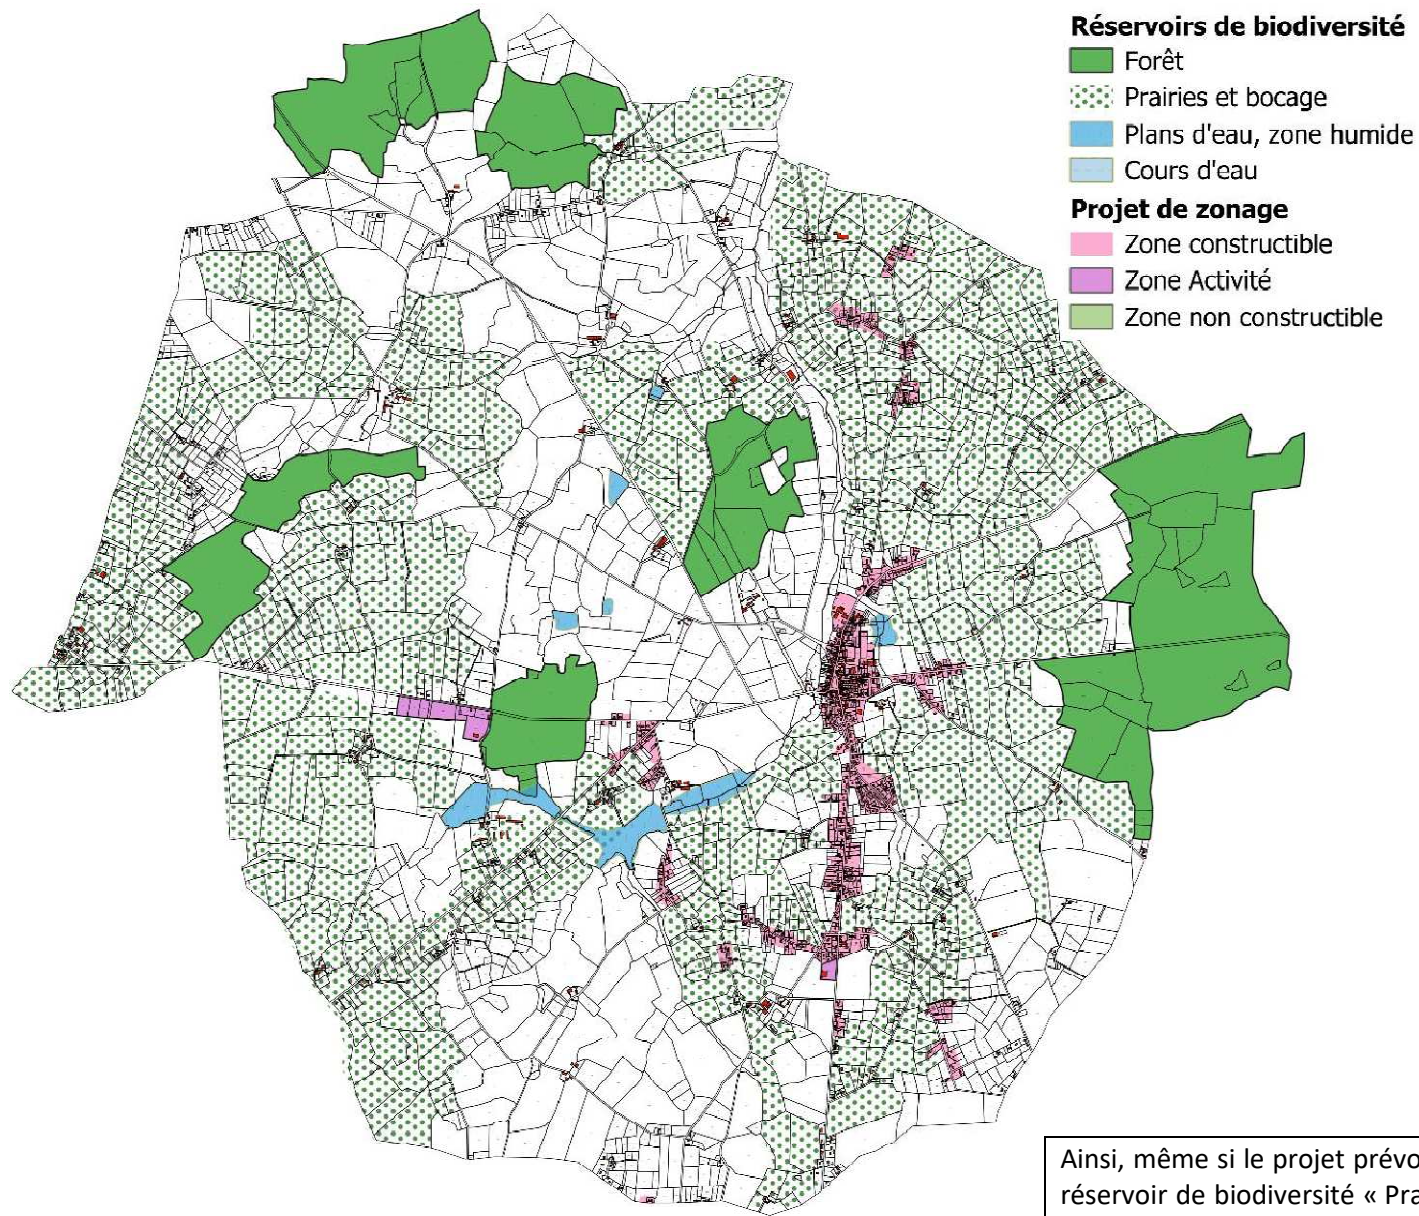 Réservoirs de biodiversité
Forêt
Prairies et bocage
Plans d'eau, zone humide
Cours d'eau
Projet de zonage
Zone constructible
Zone Activité
Zone non constructible
Ainsi, même si le projet prévo
réservoir de biodiversité « Pra